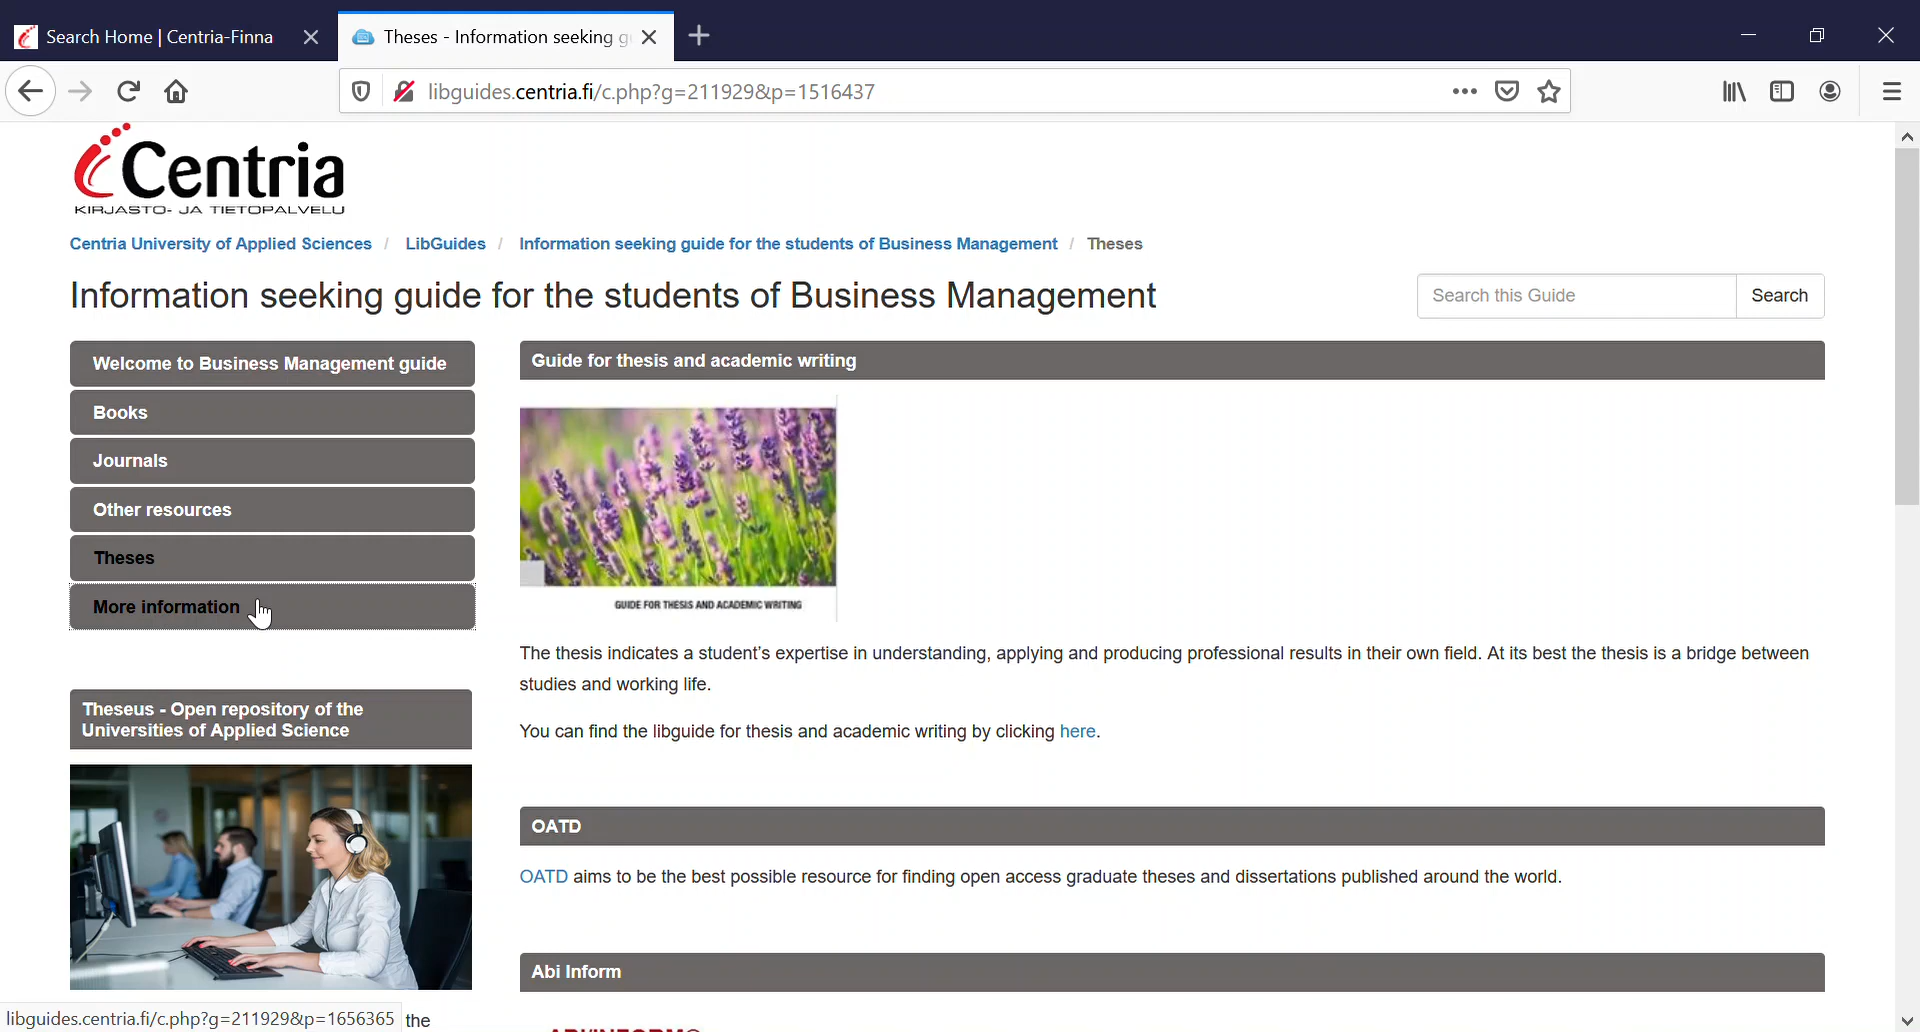 Search Home | Centria-Finna
Theses - Information seeking g
libguides.centria.fi/c.php?g=211929&p=1516437
Centria
KIRJASTO- JA TIETOPALVELU
Centria University of Applied Sciences / LibGuides / Information seeking guide for the students of Business Management / Theses
Information seeking guide for the students of Business Management
Search this Guide
Search
Welcome to Business Management guide
Books
Journals
Other resources
Theses
More information
Theseus - Open repository of the
Universities of Applied Science
the
Guide for thesis and academic writing
GUIDE FOR THESIS AND ACADEMIC WRITING
The thesis indicates a student's expertise in understanding, applying and producing professional results in their own field. At its best the thesis is a bridge between
studies and working life.
You can find the libguide for thesis and academic writing by clicking here.
OATD
OATD aims to be the best possible resource for finding open access graduate theses and dissertations published around the world.
Abi Inform
libguides.centria.fi/c.php?g=211929&p=1656365